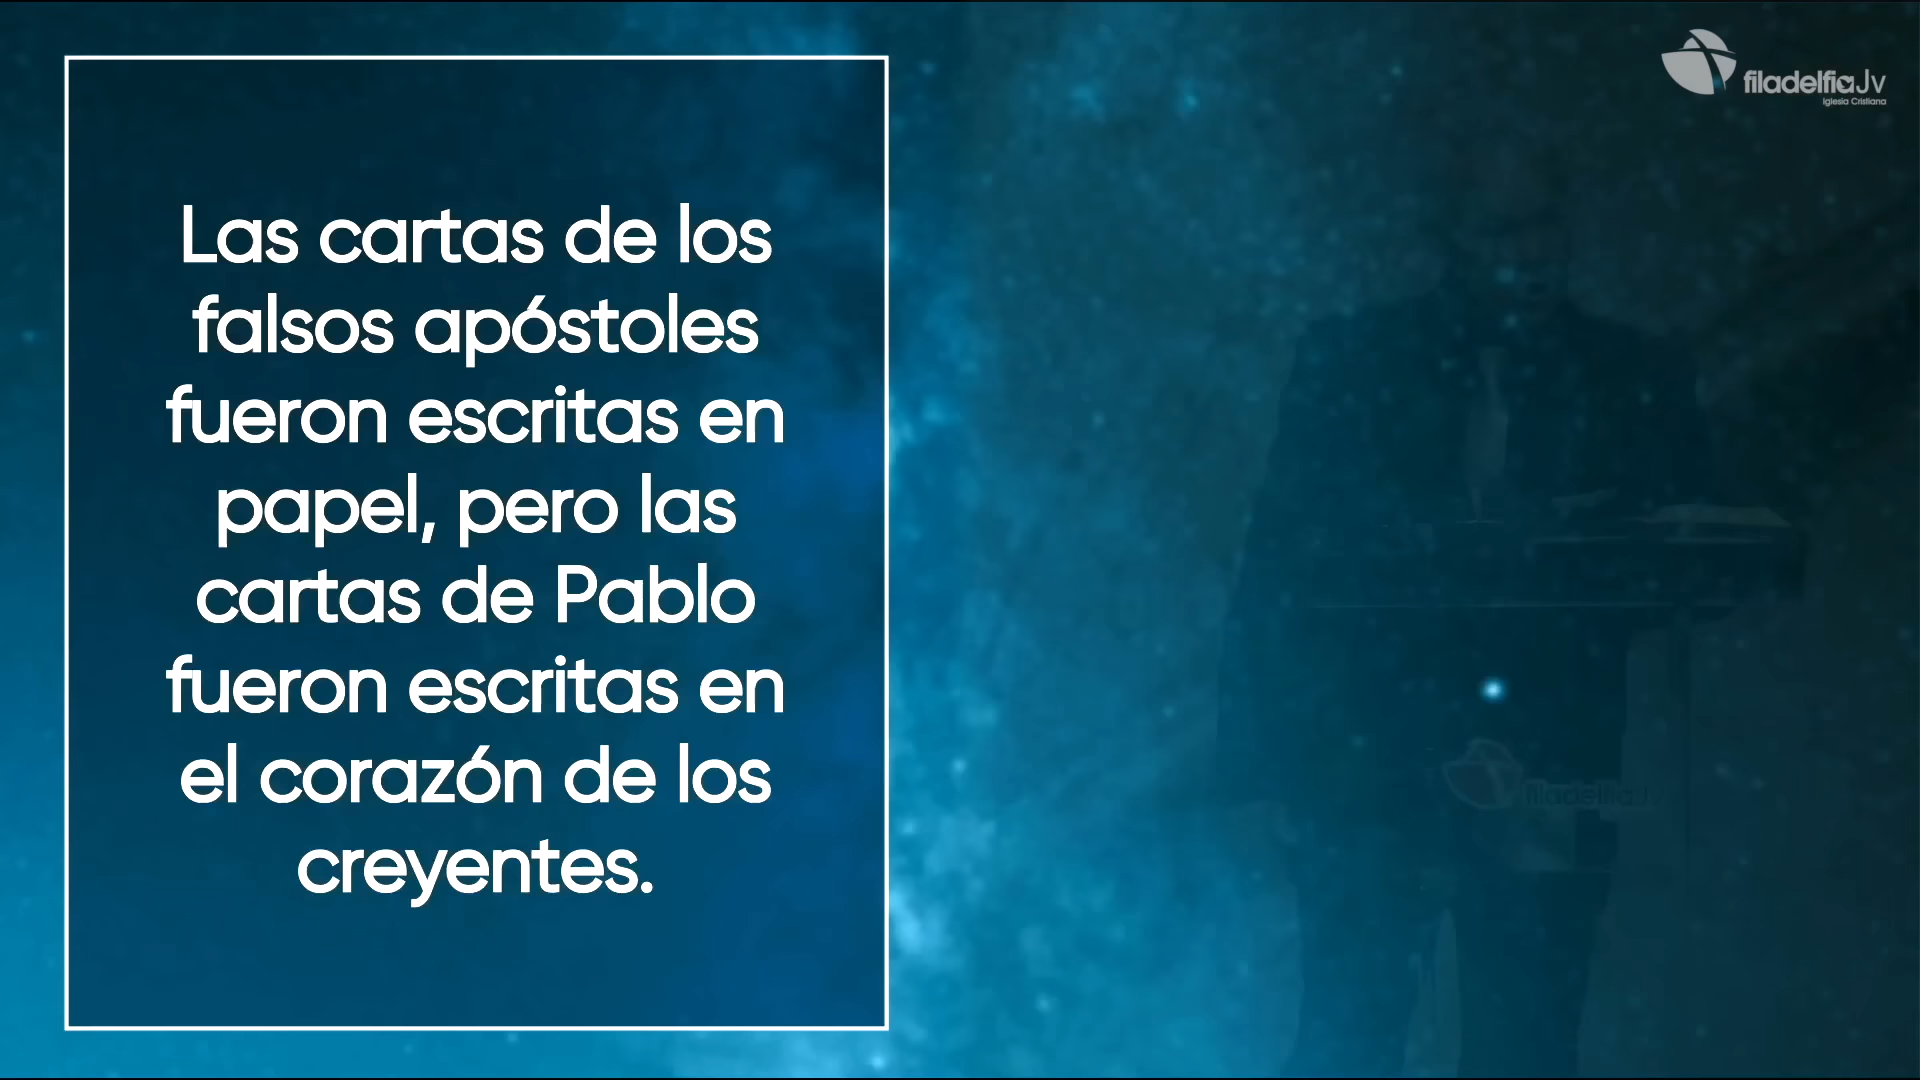 filadelfiaJv
Iglesia Cristiana
Las cartas de los
falsos apóstoles
fueron escritas en
papel, pero las
cartas de Pablo
fueron escritas en
el corazón de los
creyentes.
filadelfiaJv